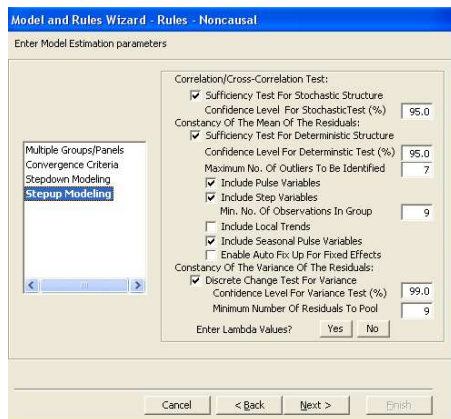 Model and Rules Wizard - Rules - Noncausal
Enter Model Estimation parameters
Multiple Groups/Panels
Convergence Criteria
Stepdown Modeling
Stepup Modeling
Correlation/Cross-Correlation Test:
Sufficiency Test For Stochastic Structure
Confidence Level For StochasticTest (%) 95.0
Constancy Of The Mean Of The Residuals:
Sufficiency Test For Deterministic Structure
Confidence Level For Determinstic Test (%) 95.0
Maximum No. Of Outliers To Be Identified 7
Include Pulse Variables
Include Step Variables
Min. No. Of Observations In Group 9
Include Local Trends
Include Seasonal Pulse Variables
Enable Auto Fix Up For Fixed Effects
Constancy Of The Variance Of The Residuals:
Discrete Change Test For Variance
Confidence Level For Variance Test (%) 99.0
Minimum Number Of Residuals To Pool 9
Enter Lambda Values? Yes No
Cancel < Back Next > Finish